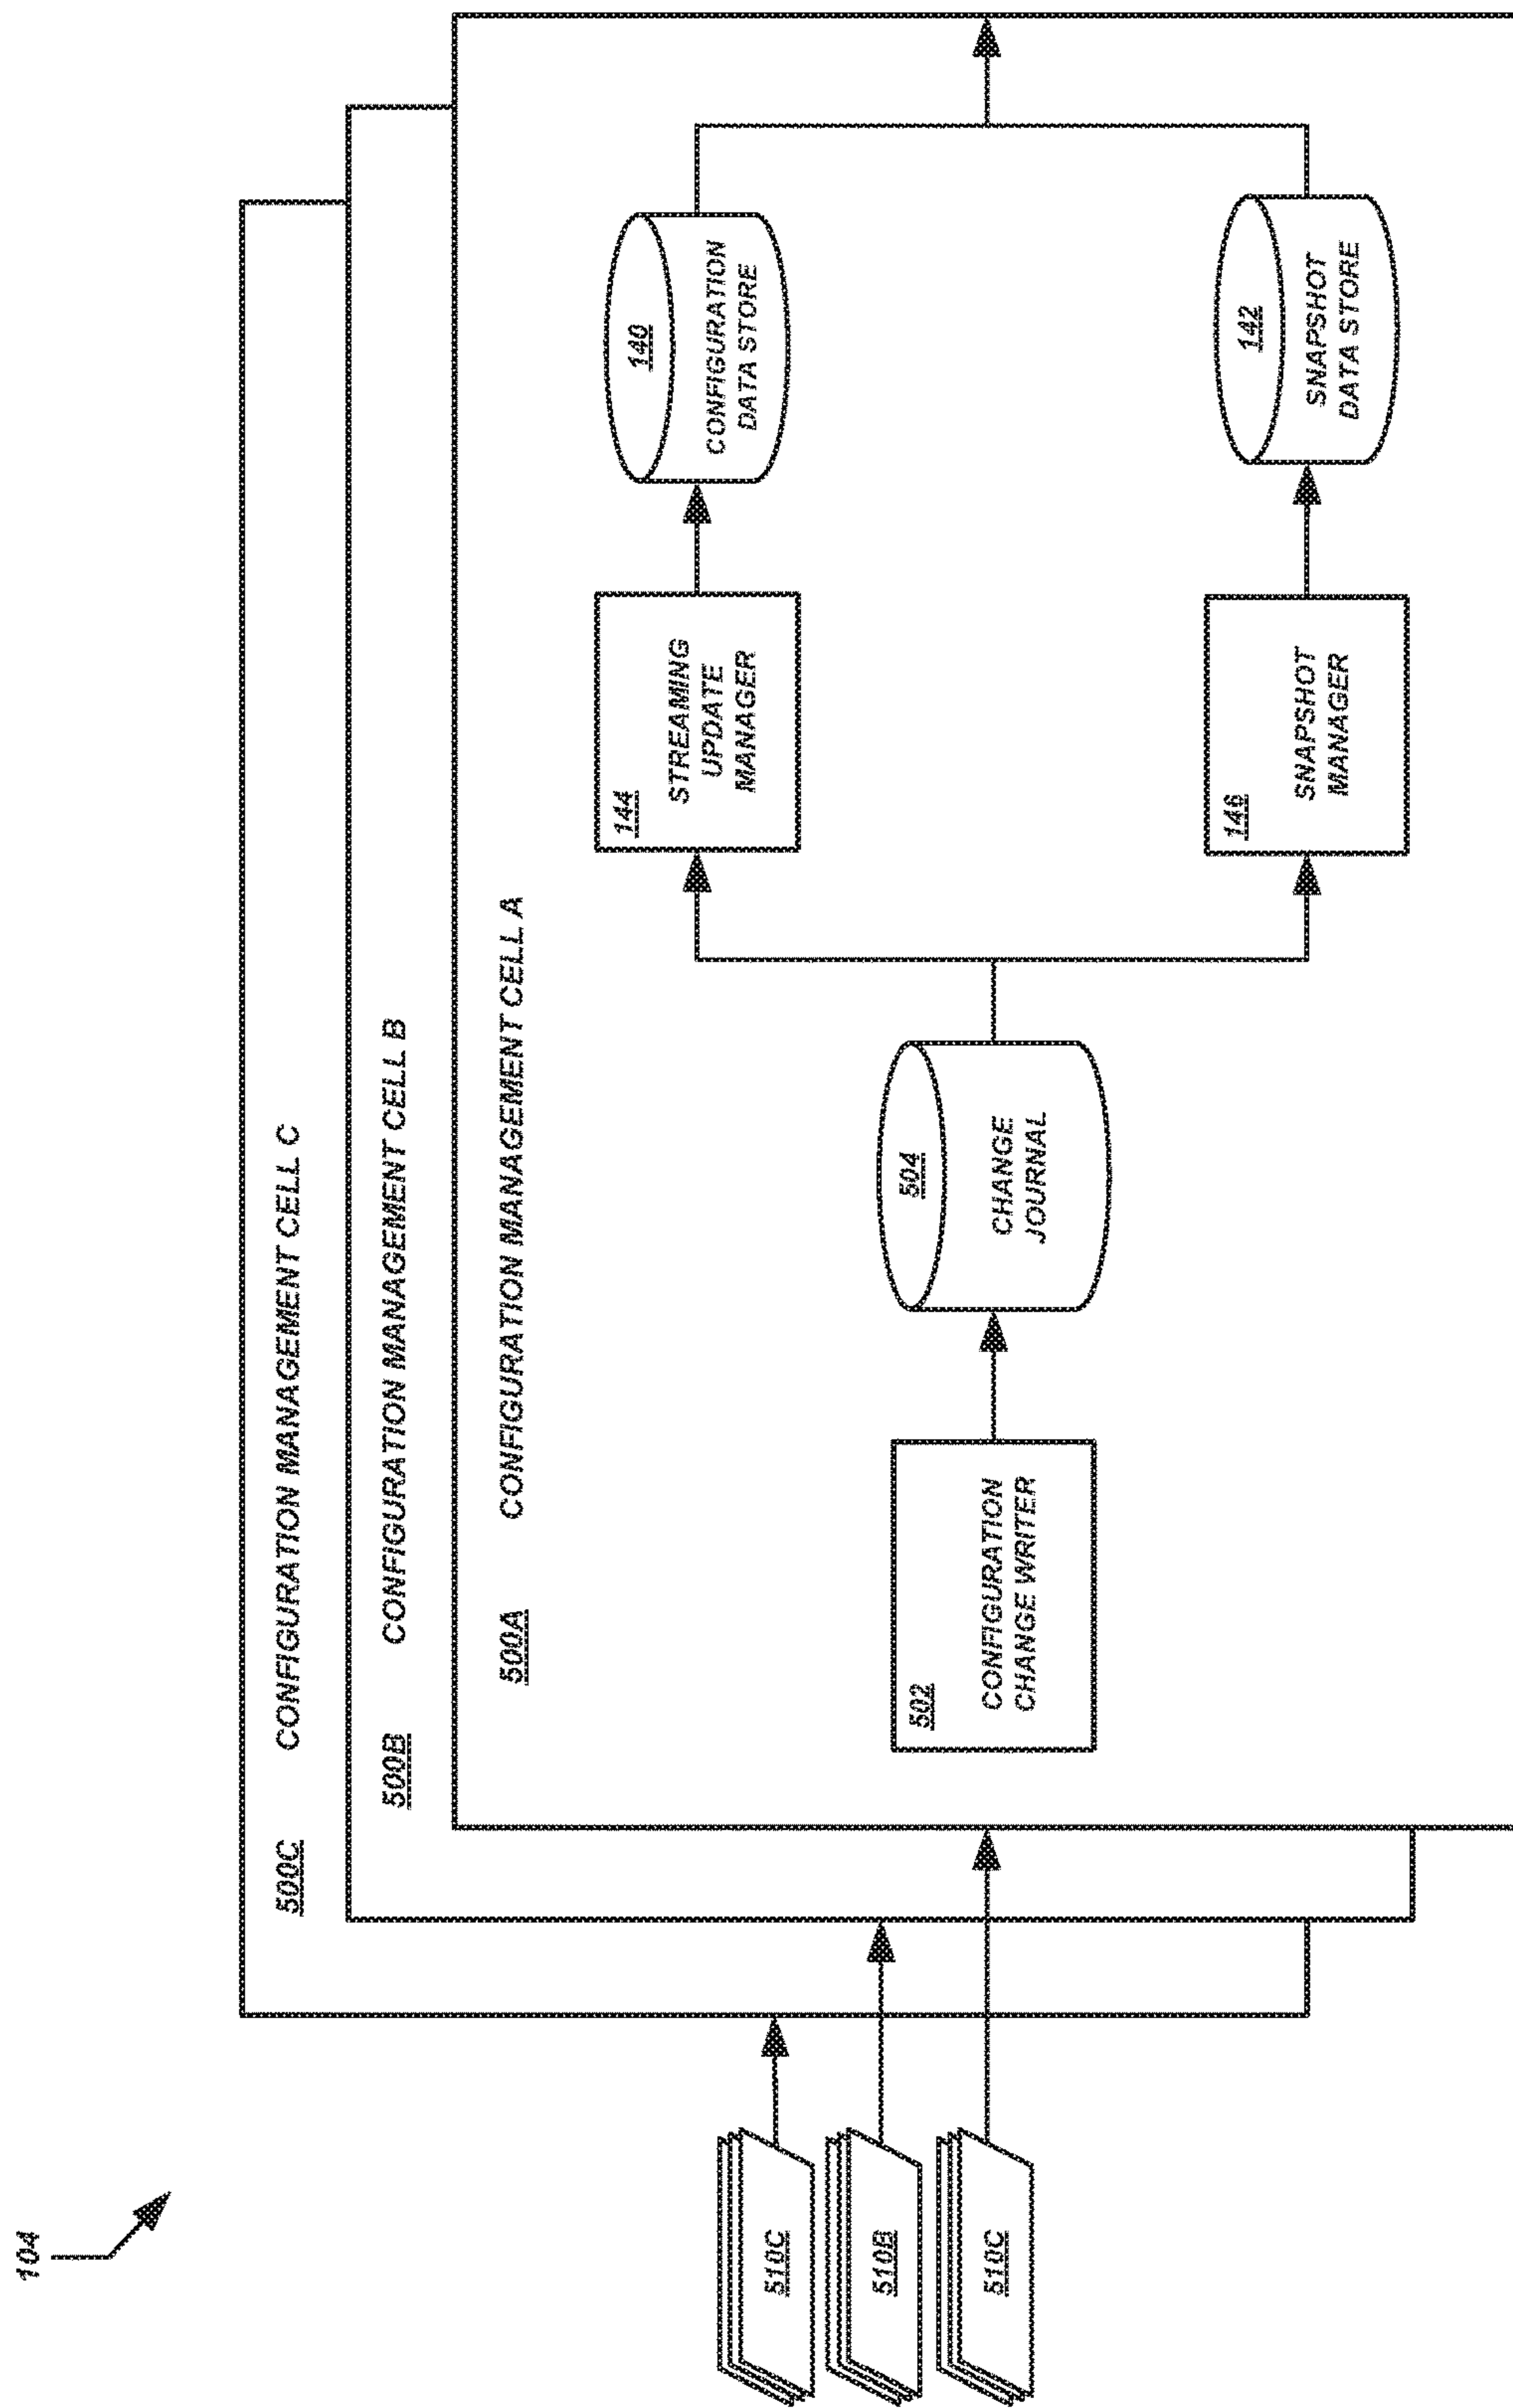 104
500C
CONFIGURATION MANAGEMENT CELL C
500B
CONFIGURATION MANAGEMENT CELL B
500A
CONFIGURATION MANAGEMENT CELL A
144
STREAMING
UPDATE
MANAGER
140
CONFIGURATION
DATA STORE
510C
510B
510C
502
CONFIGURATION
CHANGE WRITER
504
CHANGE
JOURNAL
146
SNAPSHOT
MANAGER
142
SNAPSHOT
DATA STORE